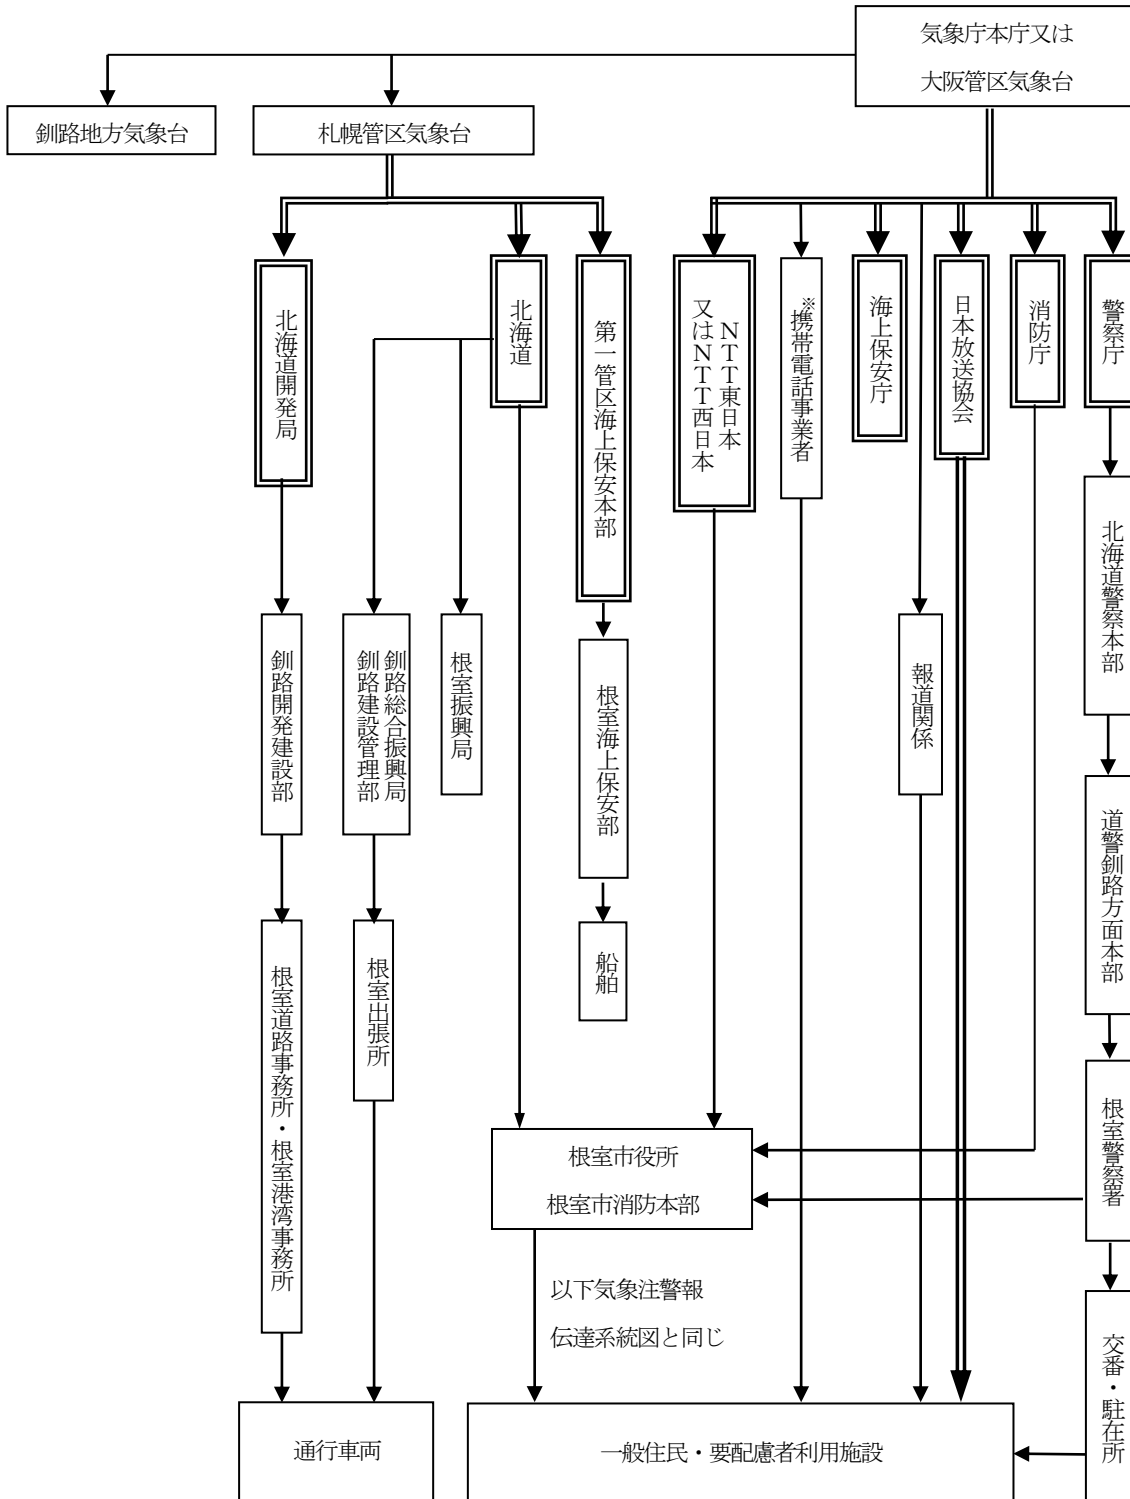 気象庁本庁又は
大阪管区気象台
釧路地方気象台
札幌管区気象台
北海道開発局
北海道
第一管区海上保安本部
ＮＴＴ東日本
又はＮＴＴ西日本
※携帯電話事業者
海上保安庁
日本放送協会
消防庁
警察庁
北海道警察本部
釧路開発建設部
釧路総合振興局
釧路建設管理部
根室振興局
根室海上保安部
報道関係
道警釧路方面本部
根室道路事務所・根室港湾事務所
根室出張所
船舶
根室警察署
根室市役所
根室市消防本部
以下気象注警報
伝達系統図と同じ
交番・駐在所
通行車両
一般住民・要配慮者利用施設